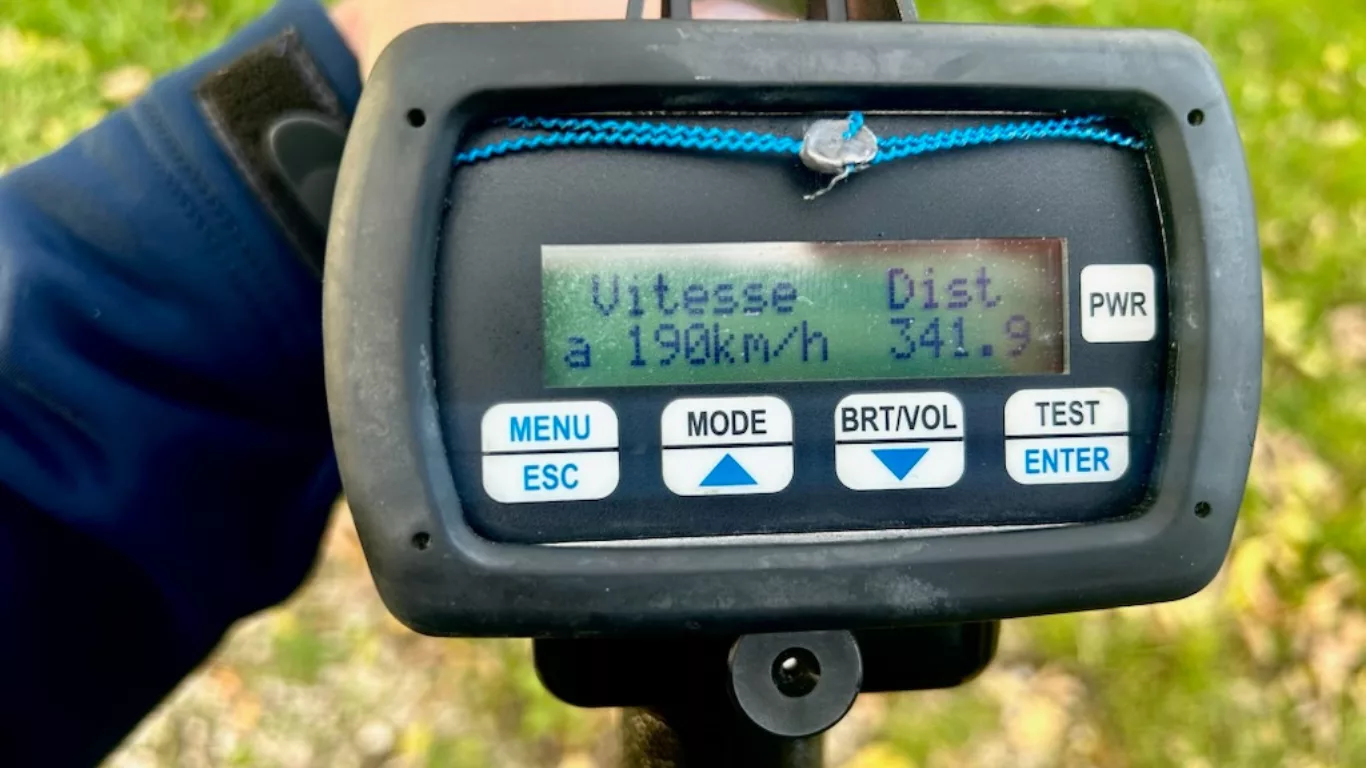 Vitesse Dist
a 190km/h 341.9
PWR
MENU MODE BRT/VOL TEST
ESC ENTER